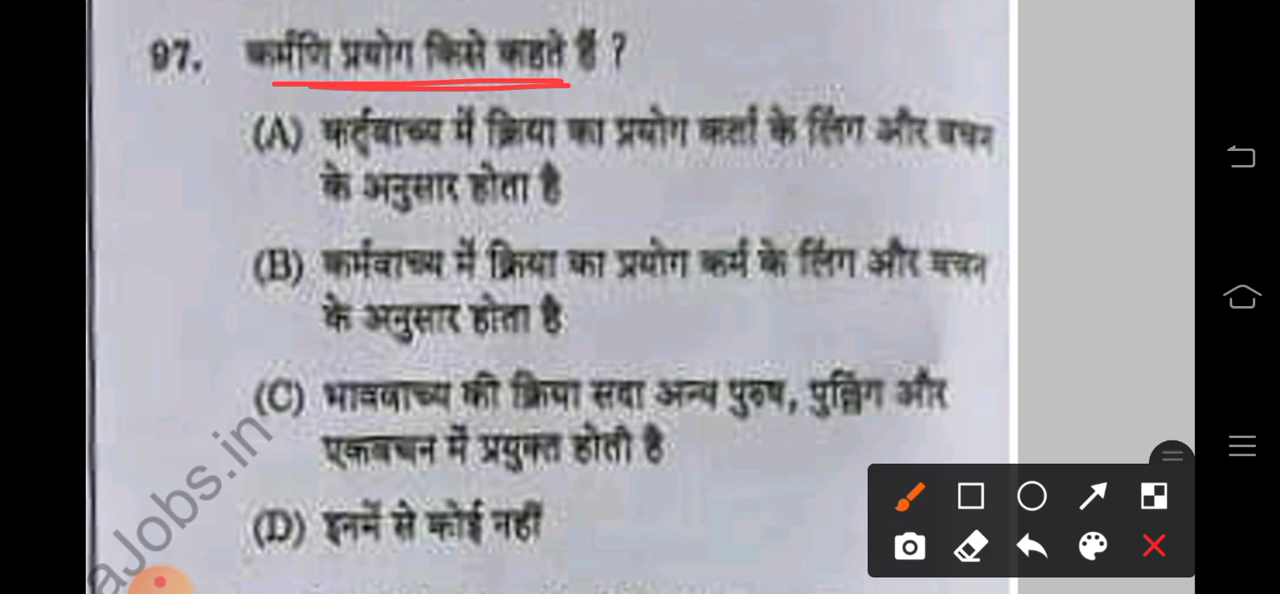 97. कर्मणि प्रयोग किसे कहते हैं ?
(A) कर्तृवाच्य में क्रिया का प्रयोग कर्ता के लिंग और वचन
के अनुसार होता है
(B) कर्मवाच्य में क्रिया का प्रयोग कर्म के लिंग और वचन
के अनुसार होता है
(C) भाववाच्य की क्रिया सदा अन्य पुरुष, पुल्लिंग और
एकवचन में प्रयुक्त होती है
(D) इनमें से कोई नहीं
aJobs.in